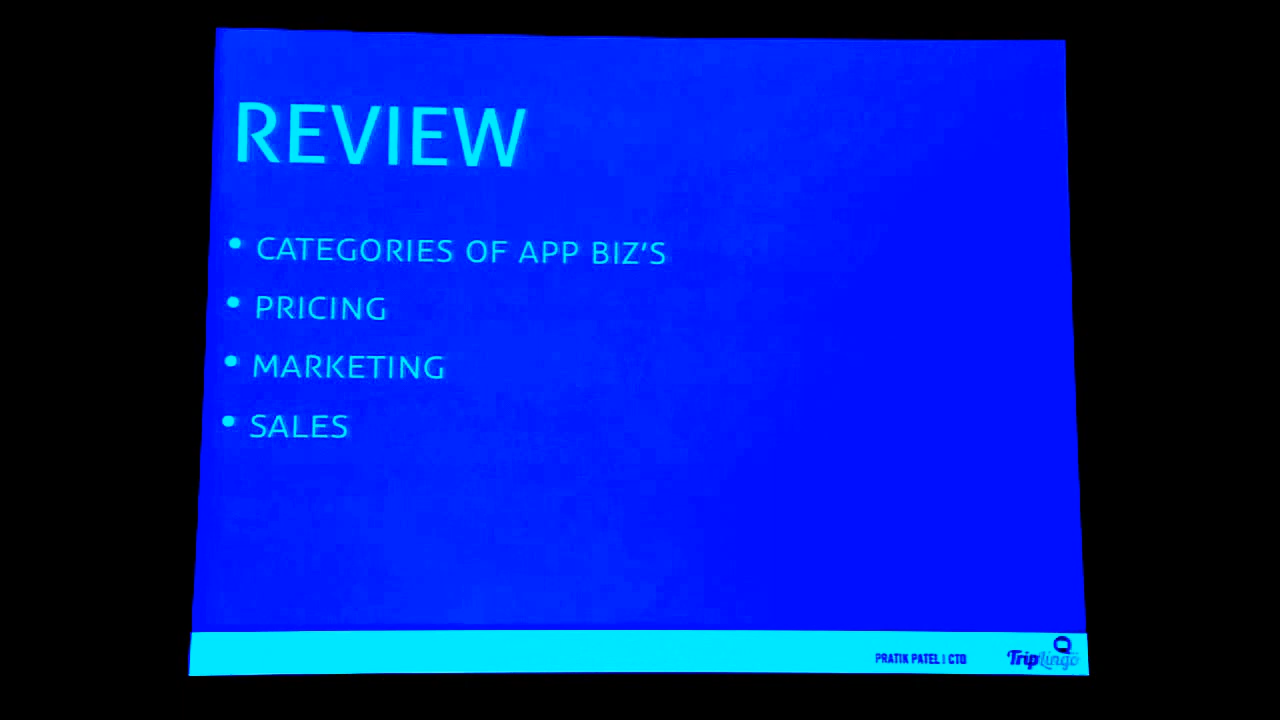 REVIEW
• CATEGORIES OF APP BIZ'S
• PRICING
• MARKETING
• SALES
PRATIK PATEL | CTO
TripLingo